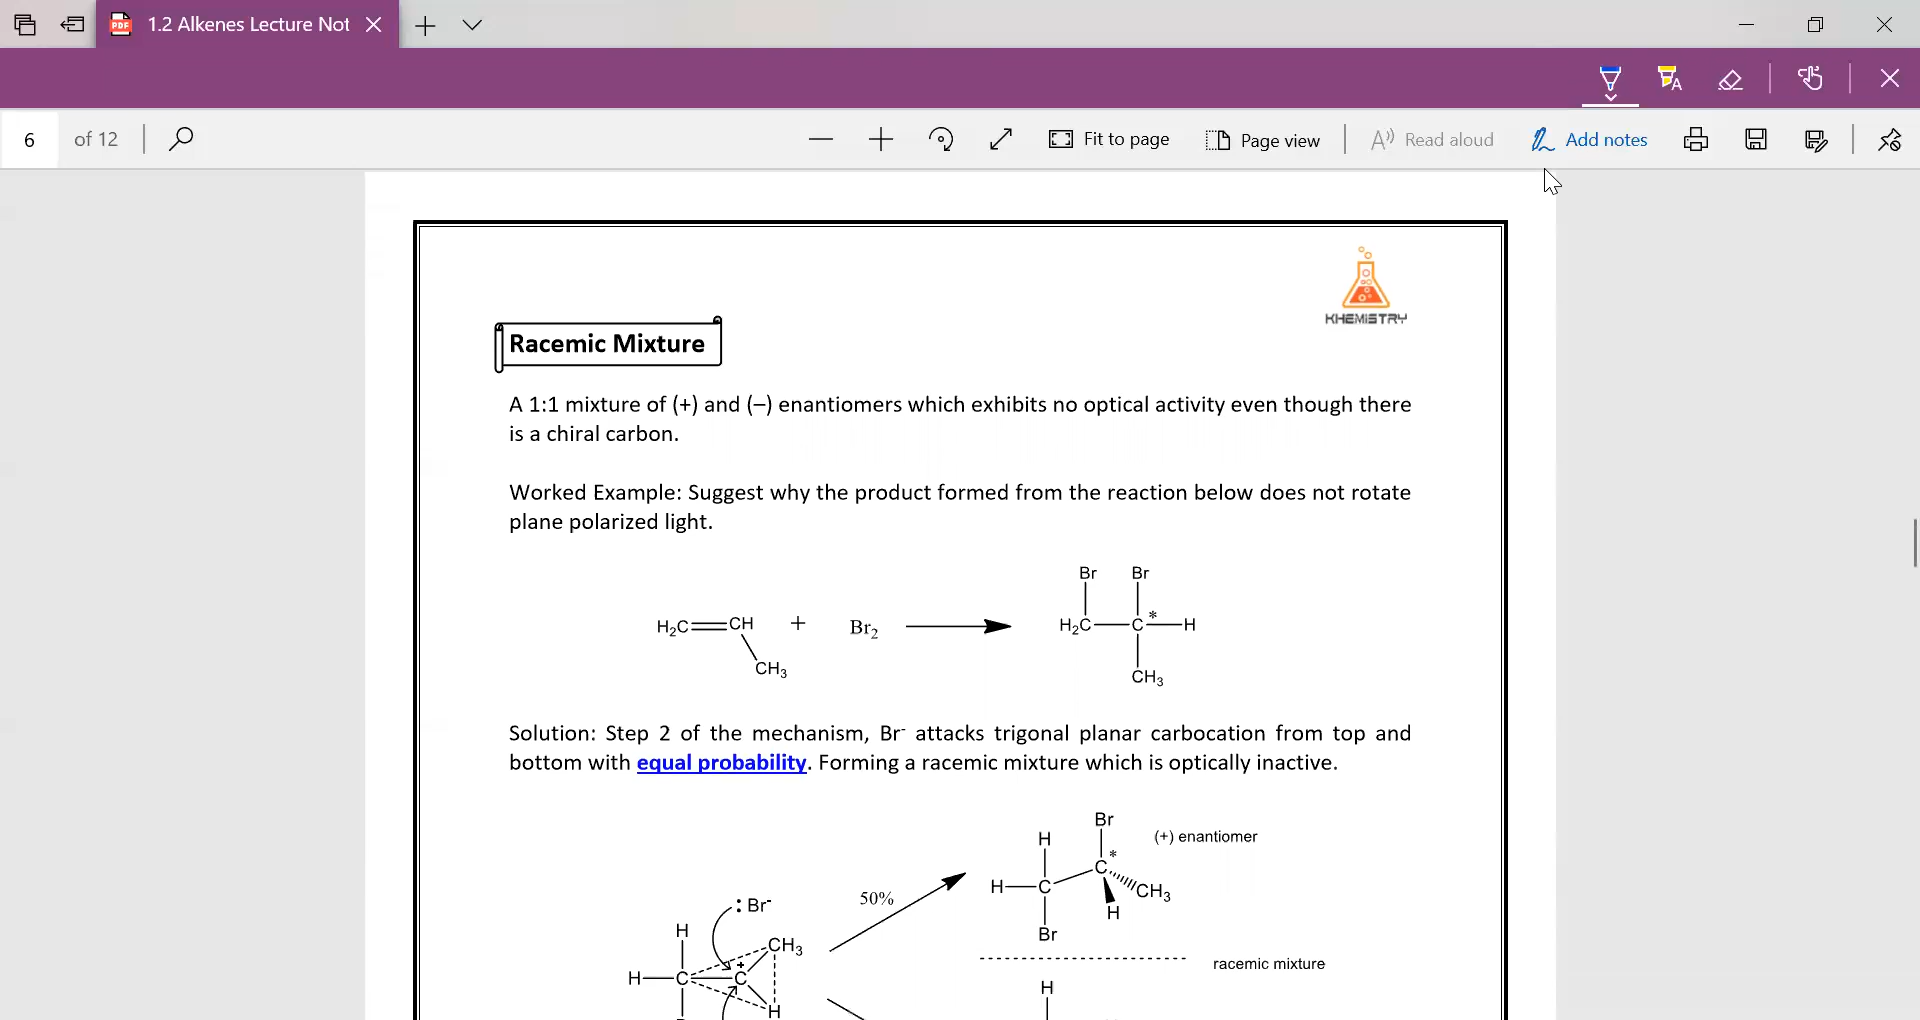 1.2 Alkenes Lecture Not
6 of 12
Fit to page
Page view
Read aloud
Add notes
KHEMISTRY
Racemic Mixture
A 1:1 mixture of (+) and (–) enantiomers which exhibits no optical activity even though there
is a chiral carbon.
Worked Example: Suggest why the product formed from the reaction below does not rotate
plane polarized light.
Br Br
H₂C CH + Br₂ H₂C C * H
CH₃ CH₃
Solution: Step 2 of the mechanism, Br⁻ attacks trigonal planar carbocation from top and
bottom with equal probability. Forming a racemic mixture which is optically inactive.
Br
H (+) enantiomer
*
C
H C CH₃
50%
:Br⁻ H
H Br
CH₃
racemic mixture
+
H C C
H
H